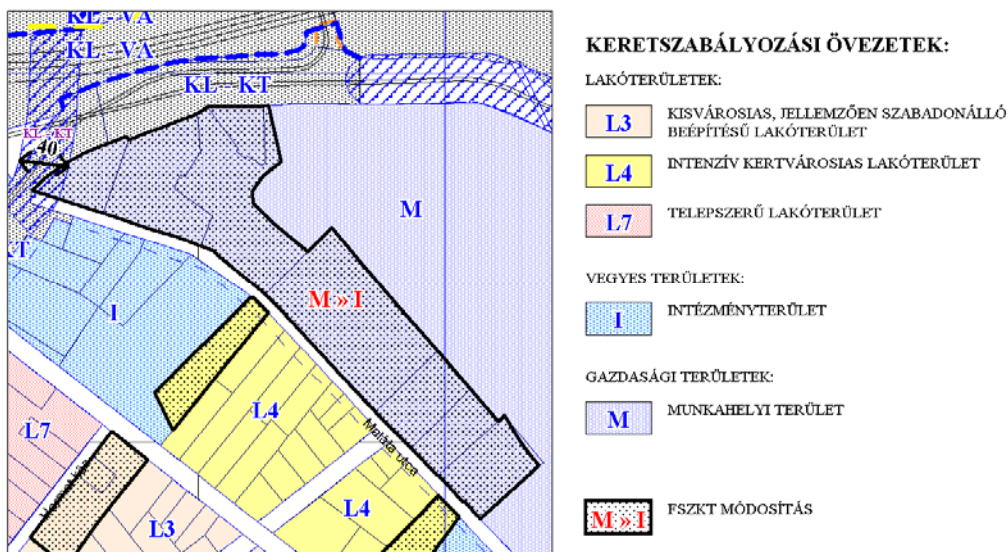 KL - VA
KL - VA
KL - KT
KL - KT
40
M
KT
M » I
I
L4
L7
Maléter utca
L4
L3
KERETSZABÁLYOZÁSI ÖVEZETEK:
LAKÓTERÜLETEK:
L3 KISVÁROSIAS, JELLEMZŐEN SZABADONÁLLÓ
BEÉPÍTÉSŰ LAKÓTERÜLET
L4 INTENZÍV KERTVÁROSIAS LAKÓTERÜLET
L7 TELEPSZERŰ LAKÓTERÜLET
VEGYES TERÜLETEK:
I INTÉZMÉNYTERÜLET
GAZDASÁGI TERÜLETEK:
M MUNKAHELYI TERÜLET
M » I FSZKT MÓDOSÍTÁS